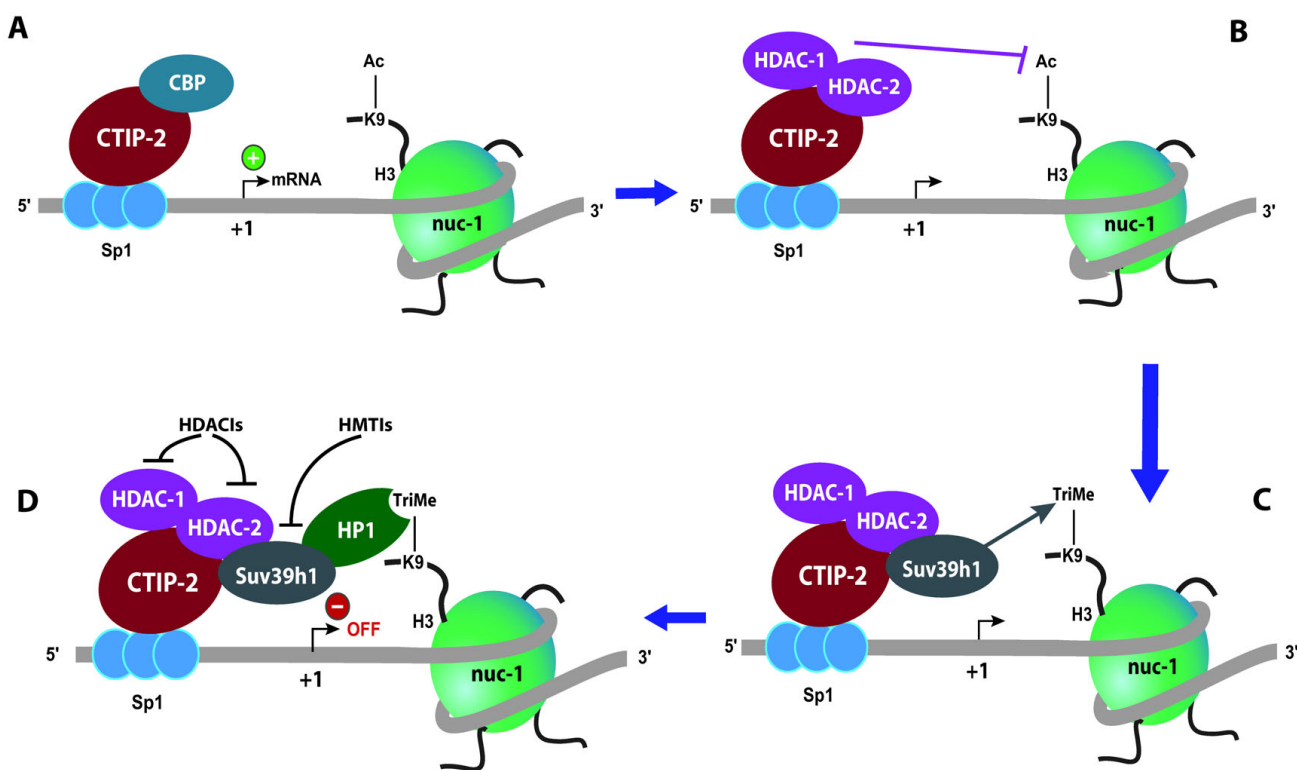 A
CBP
CTIP-2
Ac
K9
+
mRNA
H3
5'
3'
nuc-1
+1
Sp1
B
HDAC-1
HDAC-2
CTIP-2
Ac
K9
H3
5'
3'
nuc-1
+1
Sp1
D
HDACIs
HMTIs
HDAC-1
HDAC-2
HP1
TriMe
CTIP-2
Suv39h1
K9
−
OFF
H3
5'
3'
nuc-1
+1
Sp1
C
HDAC-1
HDAC-2
TriMe
CTIP-2
Suv39h1
K9
H3
5'
3'
nuc-1
+1
Sp1